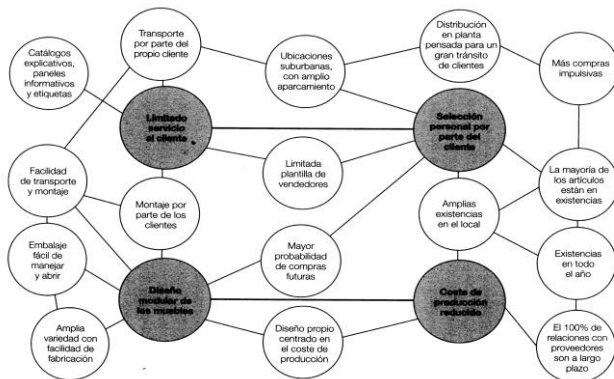 Transporte
por parte del
propio cliente
Distribución
en planta
pensada para un
gran tránsito
de clientes
Catálogos
explicativos,
paneles
informativos
y etiquetas
Ubicaciones
suburbanas,
con amplio
aparcamiento
Más compras
impulsivas
Limitado
servicio
al cliente
Selección
personal por
parte del
cliente
Facilidad
de transporte
y montaje
Limitada
plantilla de
vendedores
La mayoría de
los artículos
están en
existencias
Montaje por
parte de los
clientes
Amplias
existencias
en el local
Embalaje
fácil de
manejar
y abrir
Mayor
probabilidad
de compras
futuras
Existencias
en todo
el año
Diseño
modular de
los muebles
Coste de
producción
reducido
Amplia
variedad con
facilidad de
fabricación
Diseño propio
centrado en
el coste de
producción
El 100% de
relaciones con
proveedores
son a largo
plazo